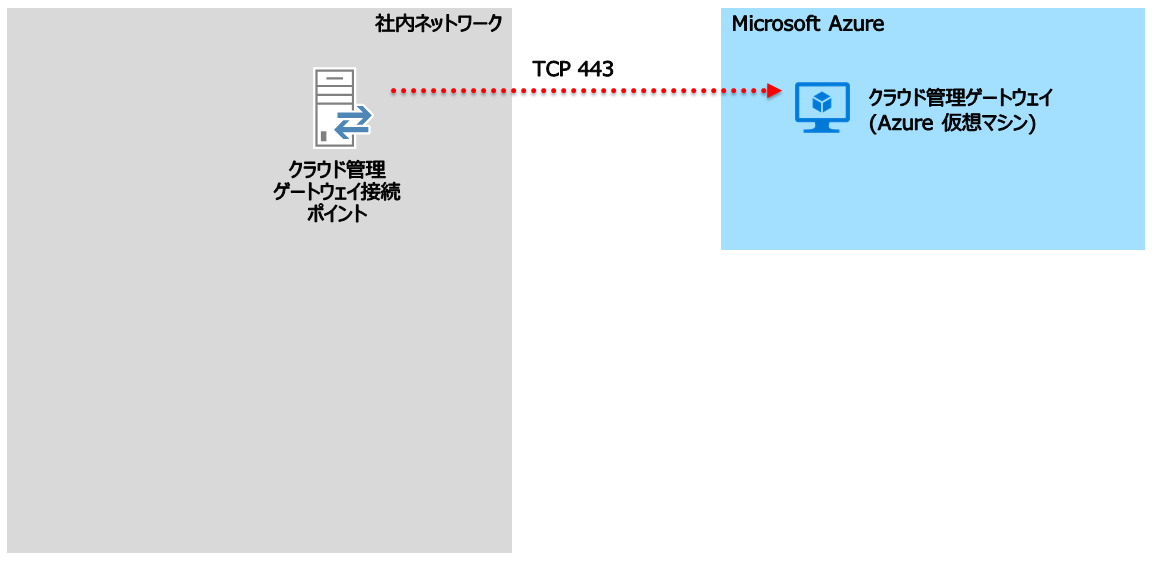 社内ネットワーク
Microsoft Azure
TCP 443
クラウド管理ゲートウェイ
(Azure 仮想マシン)
クラウド管理
ゲートウェイ接続
ポイント